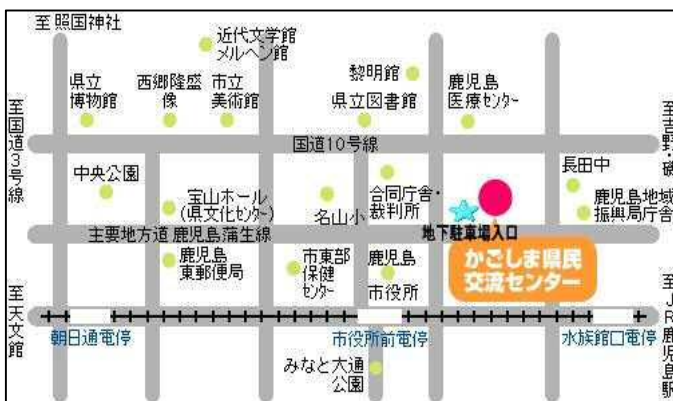 至照国神社
近代文学館
メルヘン館
県立
博物館
西郷隆盛
像
市立
美術館
黎明館
県立図書館
鹿児島
医療センター
至国道3号線
国道10号線
至吉野・磯
中央公園
宝山ホール
(県文化センター)
名山小
合同庁舎・
裁判所
長田中
鹿児島地域
振興局庁舎
地下駐車場入口
主要地方道 鹿児島蒲生線
かごしま県民
交流センター
鹿児島
東郵便局
市東部
保健
センター
鹿児島
市役所
至天文館
至JR鹿児島駅
朝日通電停
市役所前電停
水族館口電停
みなと大通
公園